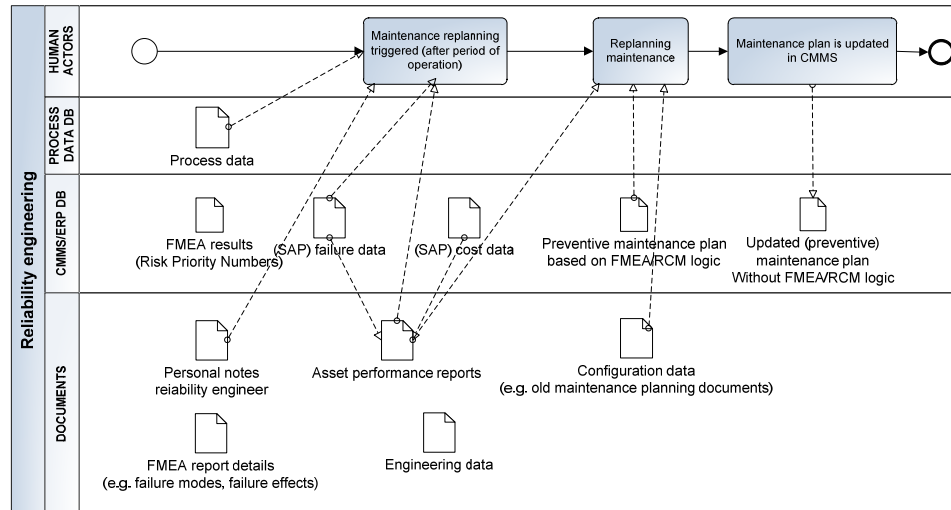 Reliability engineering
HUMAN
ACTORS
Maintenance replanning
triggered (after period of
operation)
Replanning
maintenance
Maintenance plan is updated
in CMMS
PROCESS
DATA DB
Process data
CMMS/ERP DB
FMEA results
(Risk Priority Numbers)
(SAP) failure data
(SAP) cost data
Preventive maintenance plan
based on FMEA/RCM logic
Updated (preventive)
maintenance plan
Without FMEA/RCM logic
DOCUMENTS
Personal notes
reiability engineer
Asset performance reports
Configuration data
(e.g. old maintenance planning documents)
FMEA report details
(e.g. failure modes, failure effects)
Engineering data